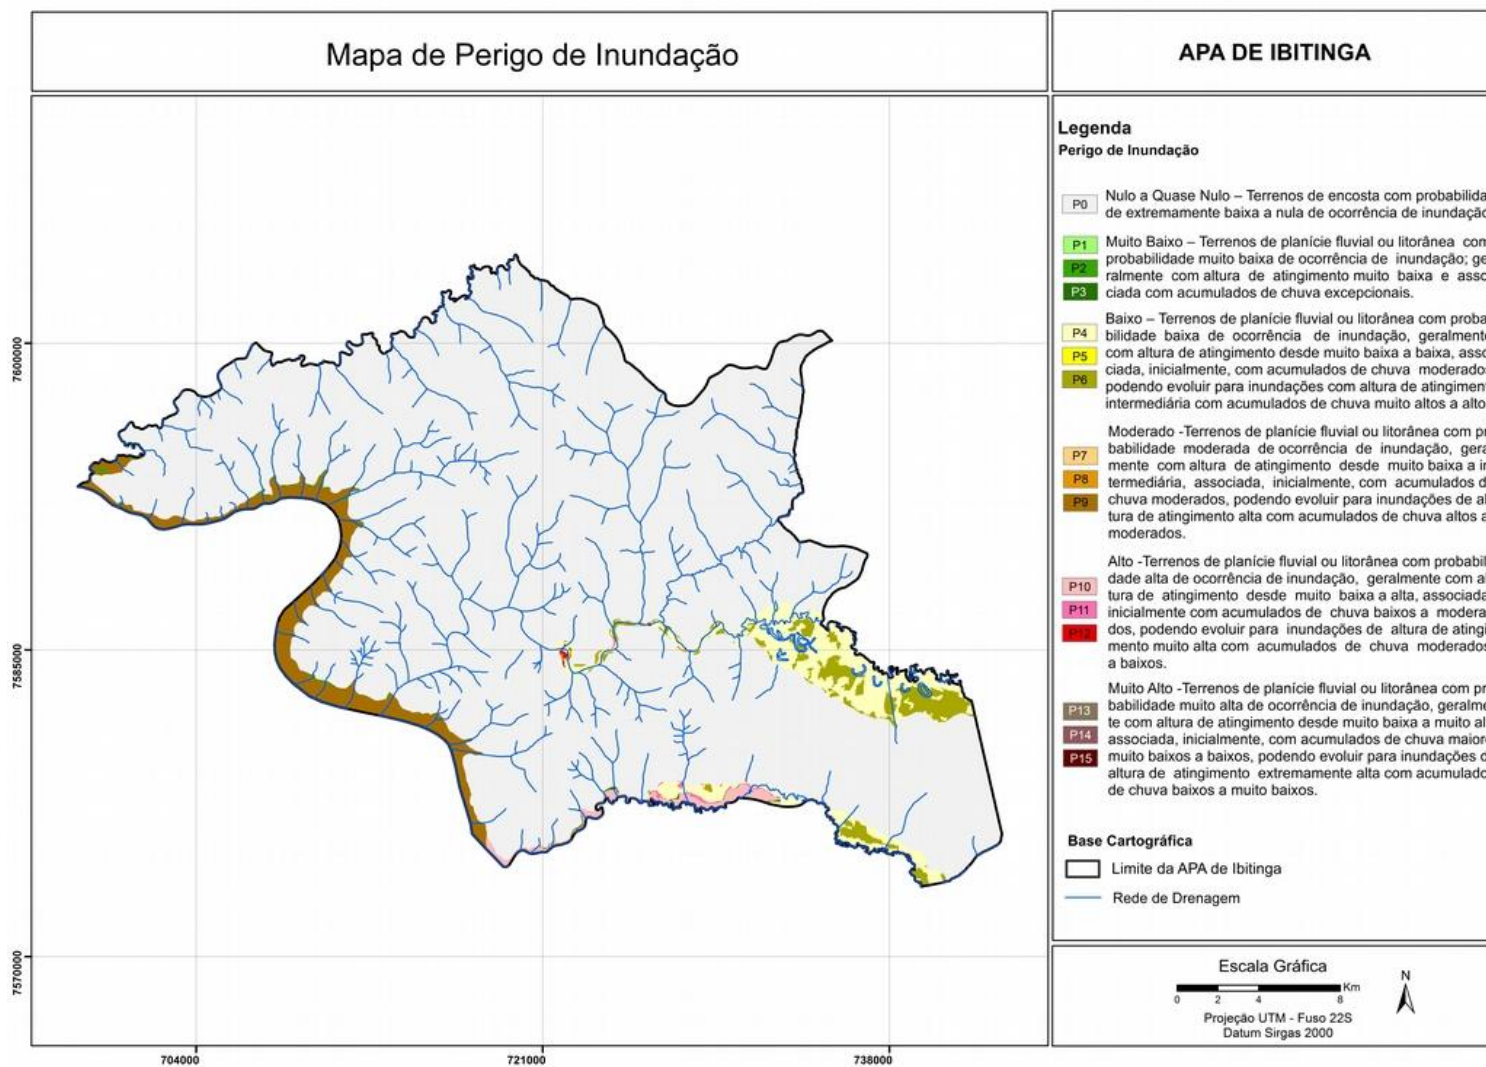 Mapa de Perigo de Inundação
APA DE IBITINGA
Legenda
Perigo de Inundação
P0
Nulo a Quase Nulo – Terrenos de encosta com probabilida
de extremamente baixa a nula de ocorrência de inundação
P1
P2
P3
Muito Baixo – Terrenos de planície fluvial ou litorânea com
probabilidade muito baixa de ocorrência de inundação; ge
ralmente com altura de atingimento muito baixa e asso
ciada com acumulados de chuva excepcionais.
P4
P5
P6
Baixo – Terrenos de planície fluvial ou litorânea com proba
bilidade baixa de ocorrência de inundação, geralmente
com altura de atingimento desde muito baixa a baixa, asso
ciada, inicialmente, com acumulados de chuva moderados
podendo evoluir para inundações com altura de atingiment
intermediária com acumulados de chuva muito altos a alto
P7
P8
P9
Moderado -Terrenos de planície fluvial ou litorânea com pr
babilidade moderada de ocorrência de inundação, gera
mente com altura de atingimento desde muito baixa a in
termediária, associada, inicialmente, com acumulados d
chuva moderados, podendo evoluir para inundações de al
tura de atingimento alta com acumulados de chuva altos a
moderados.
P10
P11
P12
Alto -Terrenos de planície fluvial ou litorânea com probabil
dade alta de ocorrência de inundação, geralmente com al
tura de atingimento desde muito baixa a alta, associada
inicialmente com acumulados de chuva baixos a modera
dos, podendo evoluir para inundações de altura de atingi
mento muito alta com acumulados de chuva moderados
a baixos.
P13
P14
P15
Muito Alto -Terrenos de planície fluvial ou litorânea com pr
babilidade muito alta de ocorrência de inundação, geralme
te com altura de atingimento desde muito baixa a muito al
associada, inicialmente, com acumulados de chuva maior
muito baixos a baixos, podendo evoluir para inundações d
altura de atingimento extremamente alta com acumulado
de chuva baixos a muito baixos.
Base Cartográfica
Limite da APA de Ibitinga
Rede de Drenagem
Escala Gráfica
Km
0 2 4 8
N
Projeção UTM - Fuso 22S
Datum Sirgas 2000
7600000
7585000
7570000
704000
721000
738000